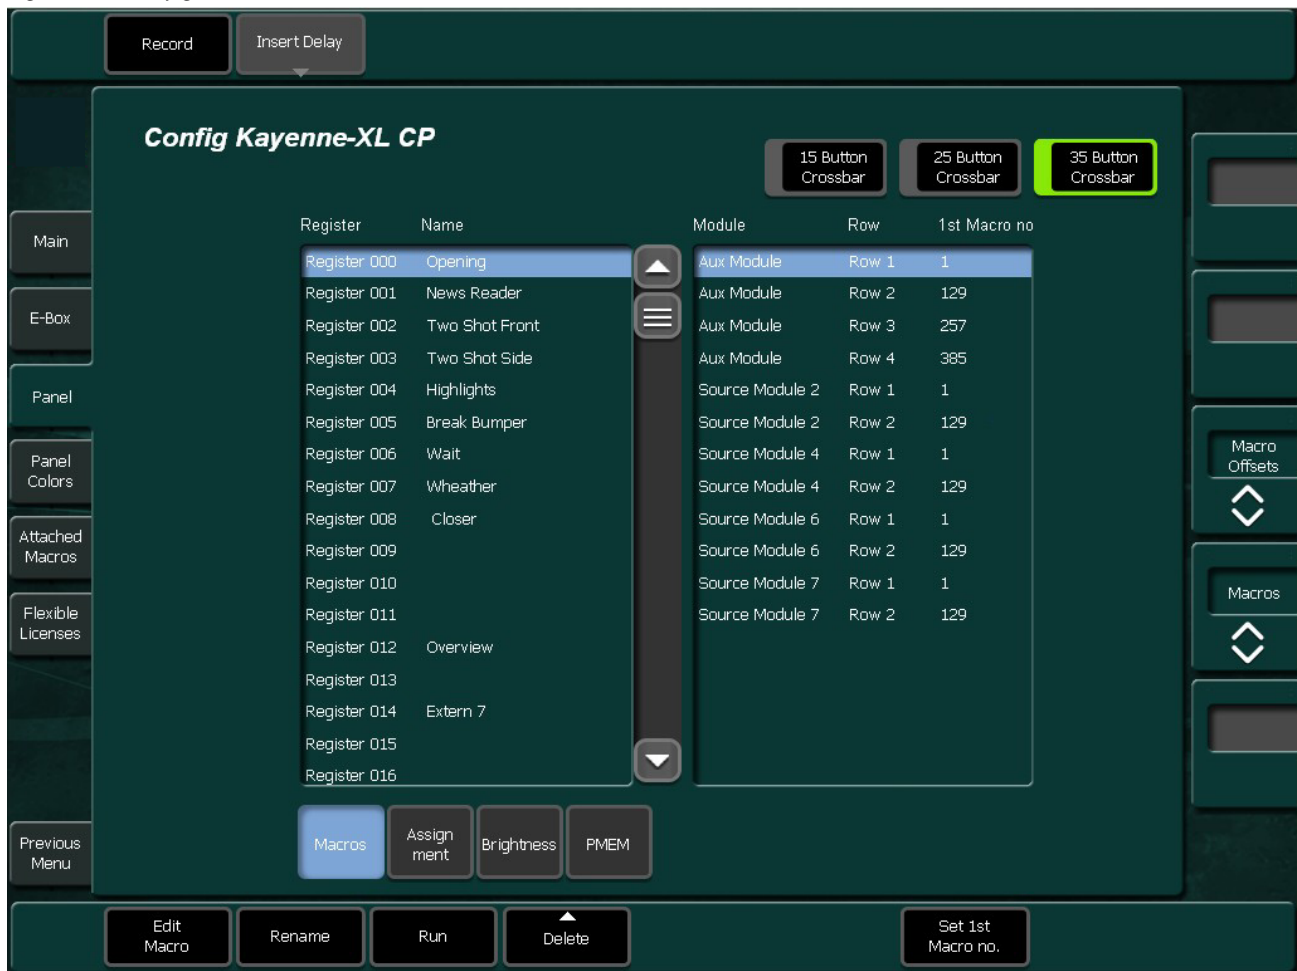 Record
Insert Delay
Config Kayenne-XL CP
15 Button
Crossbar
25 Button
Crossbar
35 Button
Crossbar
Register Name Module Row 1st Macro no
Register 000 Opening Aux Module Row 1 1
Register 001 News Reader Aux Module Row 2 129
Register 002 Two Shot Front Aux Module Row 3 257
Register 003 Two Shot Side Aux Module Row 4 385
Register 004 Highlights Source Module 2 Row 1 1
Register 005 Break Bumper Source Module 2 Row 2 129
Register 006 Wait Source Module 4 Row 1 1
Register 007 Wheather Source Module 4 Row 2 129
Register 008 Closer Source Module 6 Row 1 1
Register 009 Source Module 6 Row 2 129
Register 010 Source Module 7 Row 1 1
Register 011 Source Module 7 Row 2 129
Register 012 Overview
Register 013
Register 014 Extern 7
Register 015
Register 016
Main
E-Box
Panel
Panel
Colors
Attached
Macros
Flexible
Licenses
Previous
Menu
Macro
Offsets
Macros
Macros
Assign
ment
Brightness
PMEM
Edit
Macro
Rename
Run
Delete
Set 1st
Macro no.